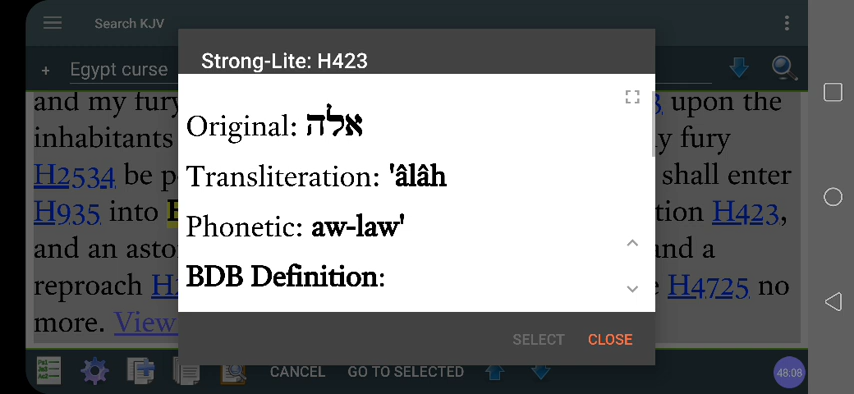 Search KJV
Strong-Lite: H423
+ Egypt curse
Original: אלה
Transliteration: 'âlâh
Phonetic: aw-law'
BDB Definition:
SELECT CLOSE
and my fury upon the
inhabitants y fury
H2534 be p shall enter
H935 into tion H423,
and an asto and a
reproach H H4725 no
more. View
CANCEL GO TO SELECTED
48:08